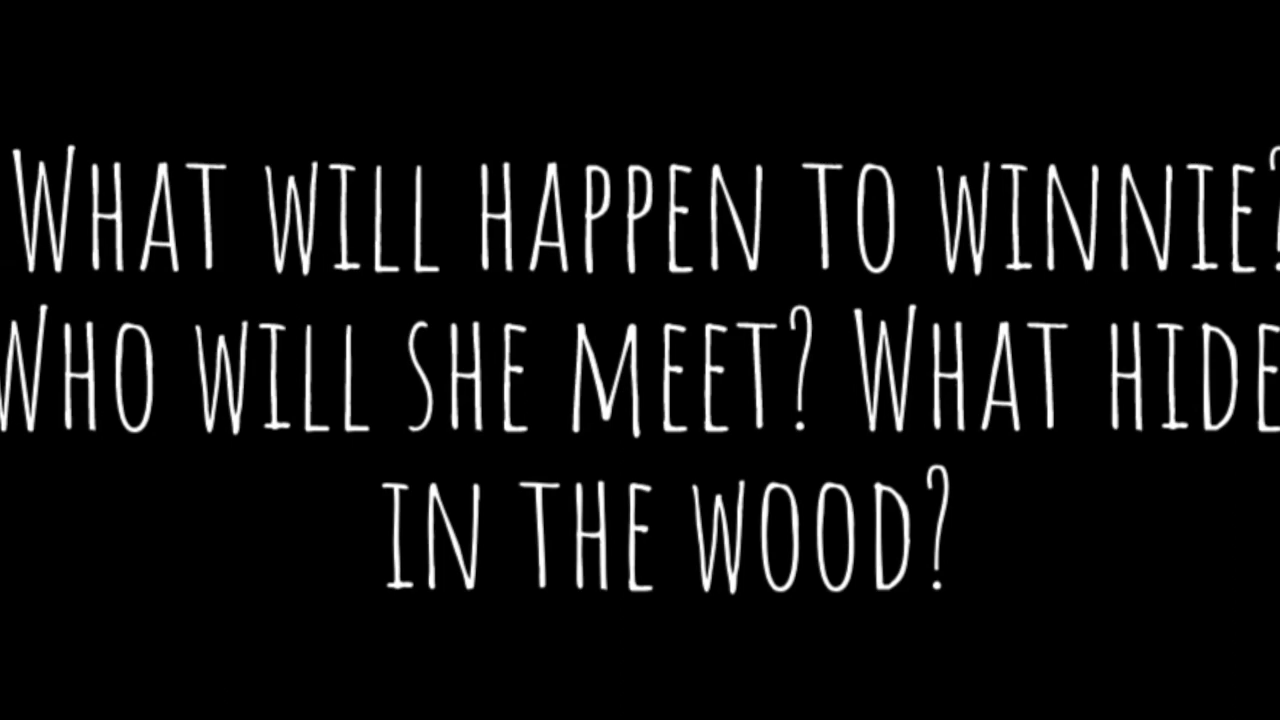 What will happen to winnie?
Who will she meet? What hide
in the wood?